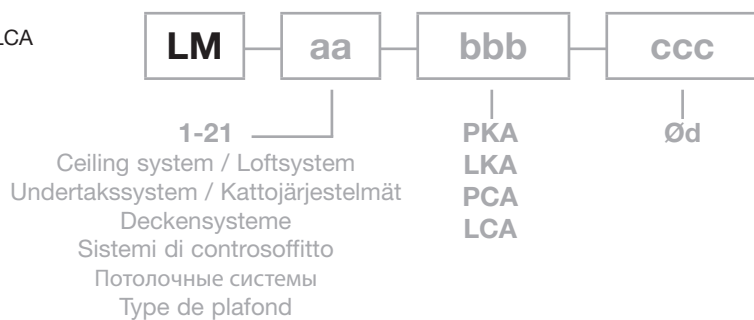 LCA
LM aa bbb ccc
1-21 PKA Ød
Ceiling system / Loftsystem LKA
Undertakssystem / Kattojärjestelmät PCA
Deckensysteme LCA
Sistemi di controsoffitto
Потолочные системы
Type de plafond